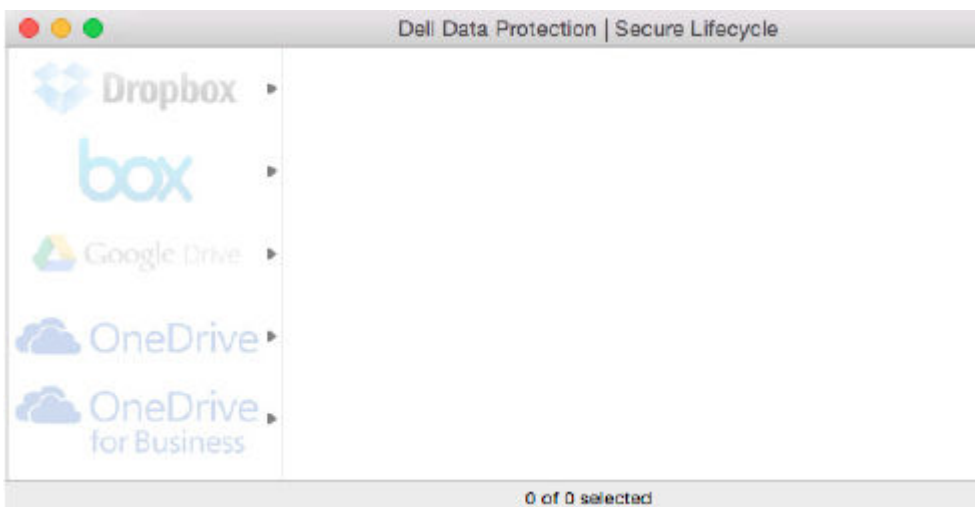 Dell Data Protection | Secure Lifecycle
Dropbox
box
Google Drive
OneDrive
OneDrive
for Business
0 of 0 selected